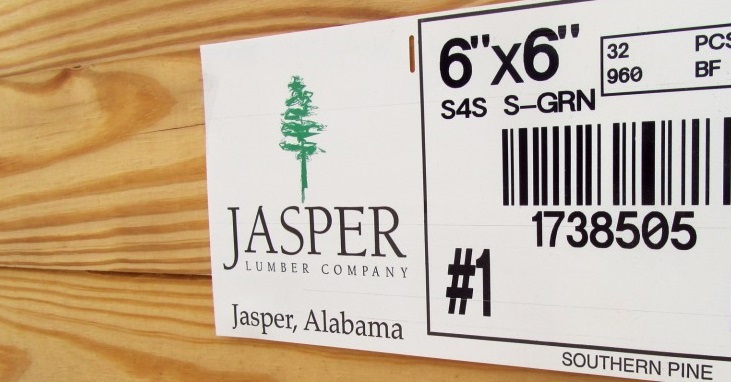 JASPER
LUMBER COMPANY
Jasper, Alabama
6"x6"
S4S S-GRN
32 PCS
960 BF
1738505
#1
SOUTHERN PINE